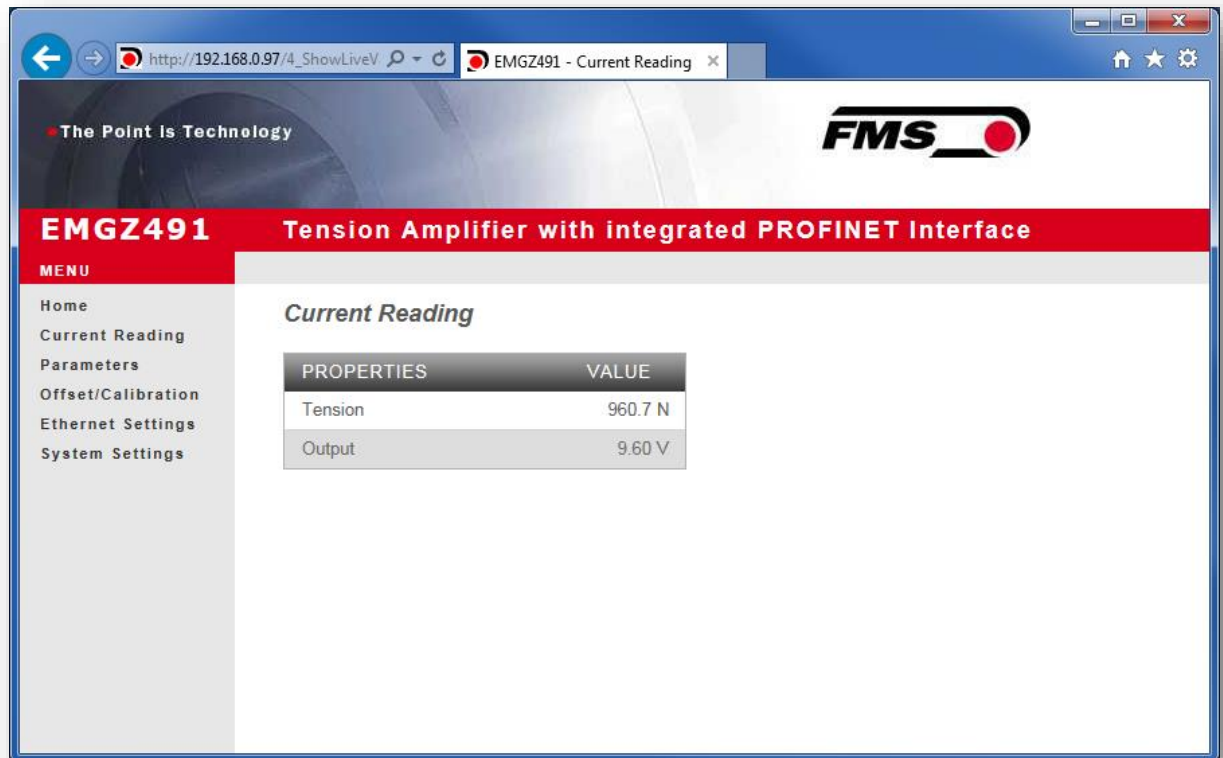 http://192.168.0.97/4_ShowLiveV
EMGZ491 - Current Reading
The Point is Technology
FMS
EMGZ491
Tension Amplifier with integrated PROFINET Interface
MENU
Home
Current Reading
Parameters
Offset/Calibration
Ethernet Settings
System Settings
Current Reading
PROPERTIES VALUE
Tension 960.7 N
Output 9.60 V